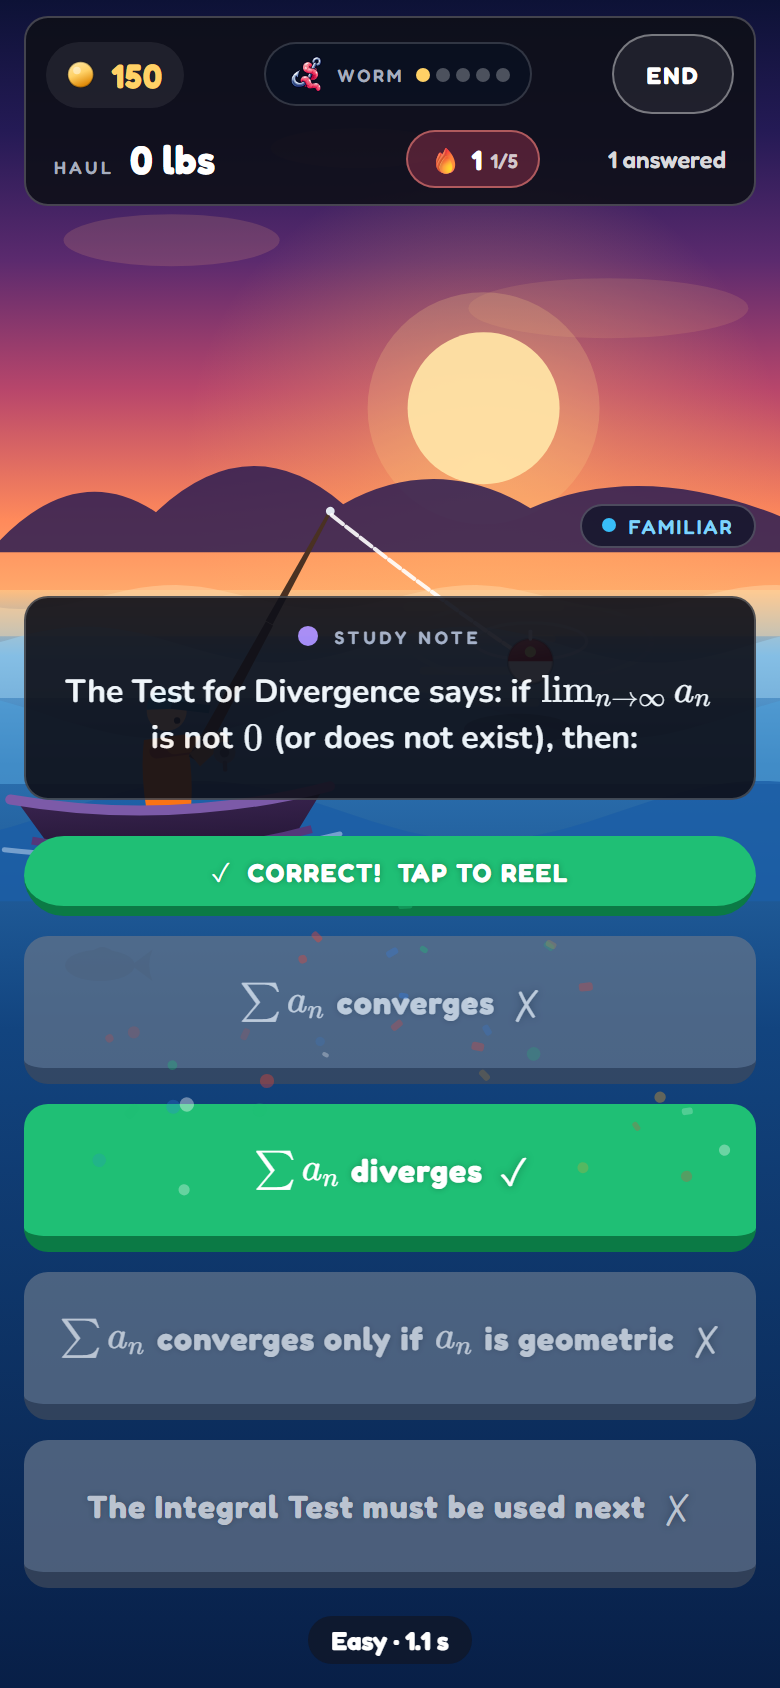 150
WORM
END
HAUL 0 lbs
1 1/5
1 answered
FAMILIAR
STUDY NOTE
The Test for Divergence says: if lim_{n→∞} a_n
is not 0 (or does not exist), then:
✓ CORRECT! TAP TO REEL
∑ a_n converges ✗
∑ a_n diverges ✓
∑ a_n converges only if a_n is geometric ✗
The Integral Test must be used next ✗
Easy · 1.1 s